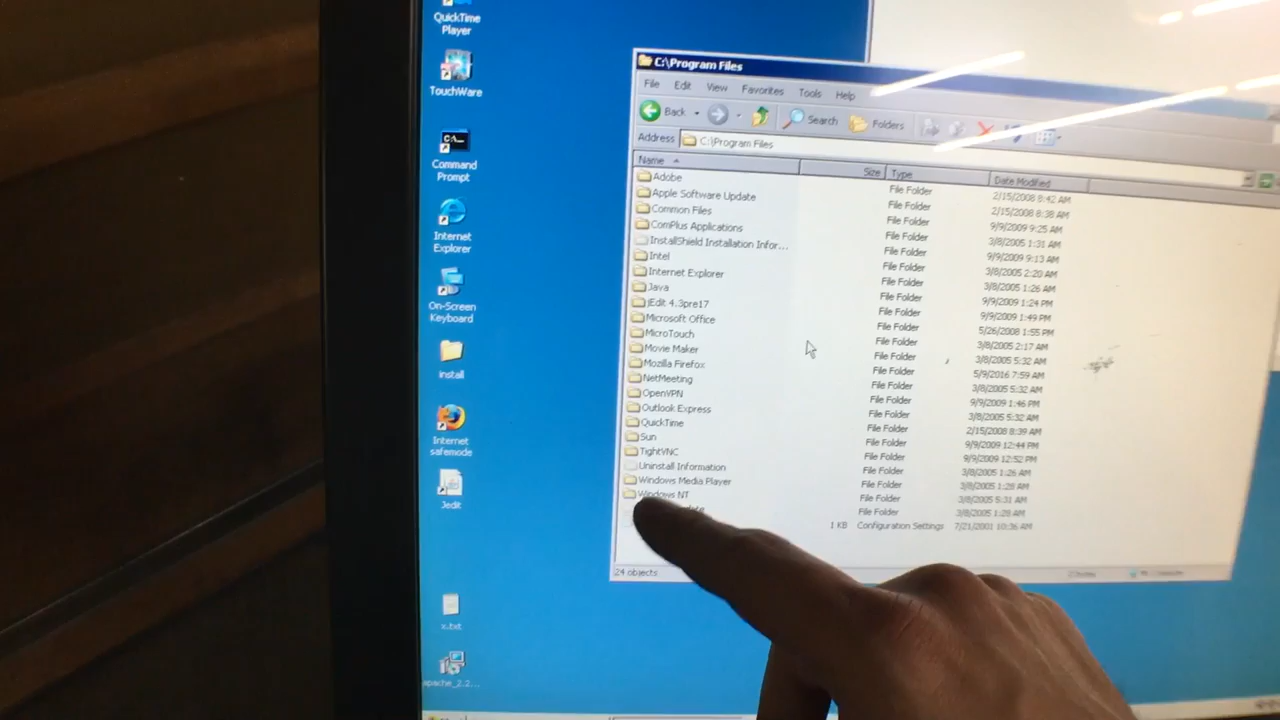 QuickTime
Player
TouchWare
Command
Prompt
Internet
Explorer
On-Screen
Keyboard
install
Internet
safemode
Jedit
x.txt
apache_2.2...
C:\Program Files
File Edit View Favorites Tools Help
Back Search Folders
Address C:\Program Files
Name Size Type Date Modified
Adobe File Folder 2/15/2008 8:42 AM
Apple Software Update File Folder 2/15/2008 8:38 AM
Common Files File Folder 9/9/2009 9:25 AM
ComPlus Applications File Folder 3/8/2005 1:31 AM
InstallShield Installation Infor... File Folder 9/9/2009 9:13 AM
Intel File Folder 3/8/2005 2:20 AM
Internet Explorer File Folder 3/8/2005 1:26 AM
Java File Folder 9/9/2009 1:24 PM
jEdit 4.3pre17 File Folder 9/9/2009 1:49 PM
Microsoft Office File Folder 5/26/2008 1:55 PM
MicroTouch File Folder 3/8/2005 2:17 AM
Movie Maker File Folder 3/8/2005 5:32 AM
Mozilla Firefox File Folder 5/9/2016 7:59 AM
NetMeeting File Folder 3/8/2005 5:32 AM
OpenVPN File Folder 9/9/2009 1:46 PM
Outlook Express File Folder 3/8/2005 5:32 AM
QuickTime File Folder 2/15/2008 8:39 AM
Sun File Folder 9/9/2009 12:44 PM
TightVNC File Folder 9/9/2009 12:52 PM
Uninstall Information File Folder 3/8/2005 1:26 AM
Windows Media Player File Folder 3/8/2005 1:28 AM
Windows NT File Folder 3/8/2005 5:31 AM
File Folder 3/8/2005 1:28 AM
1 KB Configuration Settings 7/21/2001 10:36 AM
24 objects